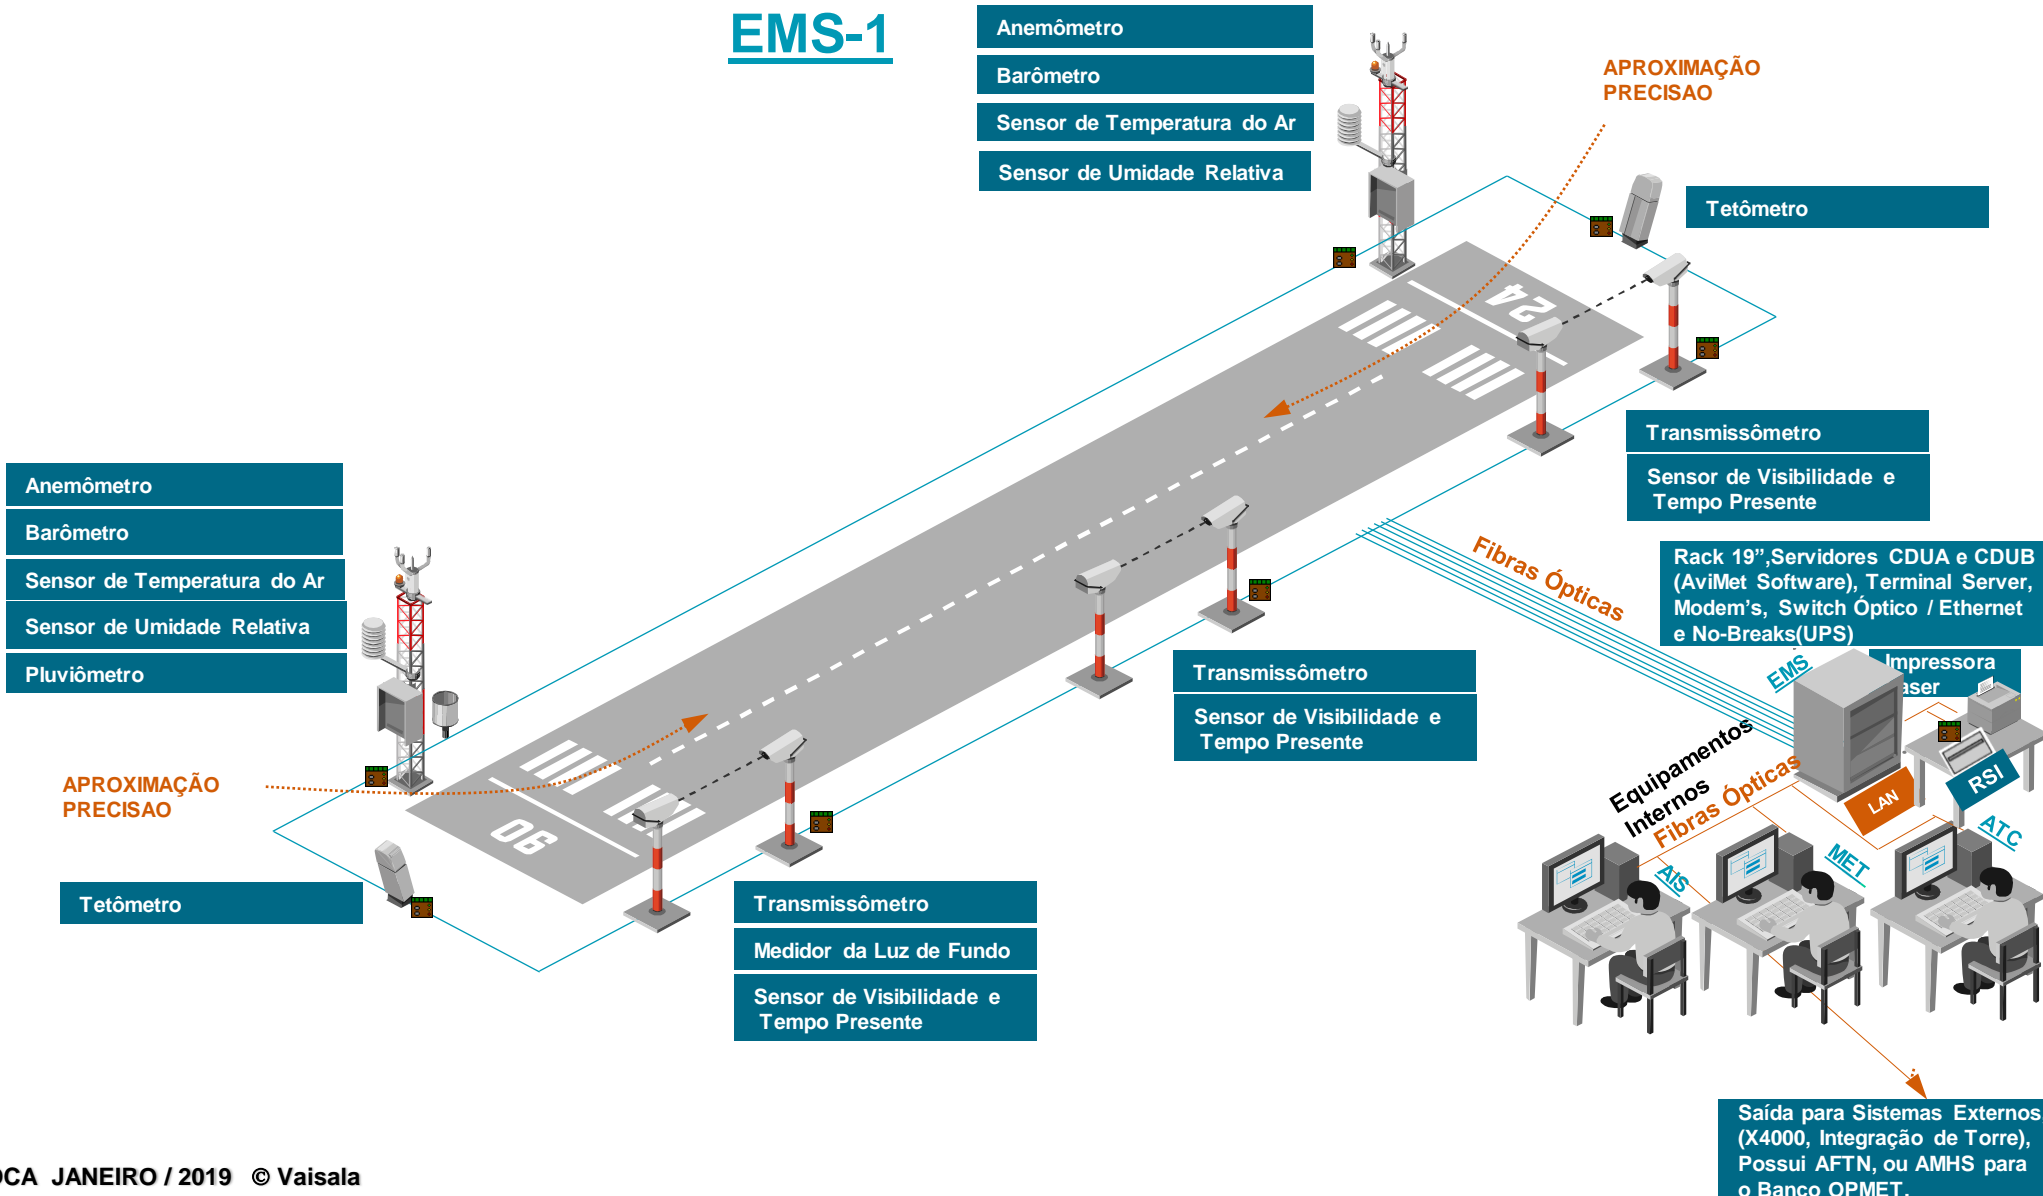 EMS-1
Anemômetro
Barômetro
Sensor de Temperatura do Ar
Sensor de Umidade Relativa
APROXIMAÇÃO
PRECISAO
Tetômetro
24
Transmissômetro
Sensor de Visibilidade e
Tempo Presente
Anemômetro
Barômetro
Sensor de Temperatura do Ar
Sensor de Umidade Relativa
Pluviômetro
Fibras Ópticas
Rack 19”,Servidores CDUA e CDUB
(AviMet Software), Terminal Server,
Modem's, Switch Óptico / Ethernet
e No-Breaks(UPS)
EMS
Impressora
aser
Transmissômetro
Sensor de Visibilidade e
Tempo Presente
APROXIMAÇÃO
PRECISAO
06
Tetômetro
Transmissômetro
Medidor da Luz de Fundo
Sensor de Visibilidade e
Tempo Presente
Equipamentos
Internos
Fibras Ópticas
LAN
RSI
AIS
MET
ATC
Saída para Sistemas Externos
(X4000, Integração de Torre),
Possui AFTN, ou AMHS para
o Banco OPMET.
OCA JANEIRO / 2019 © Vaisala